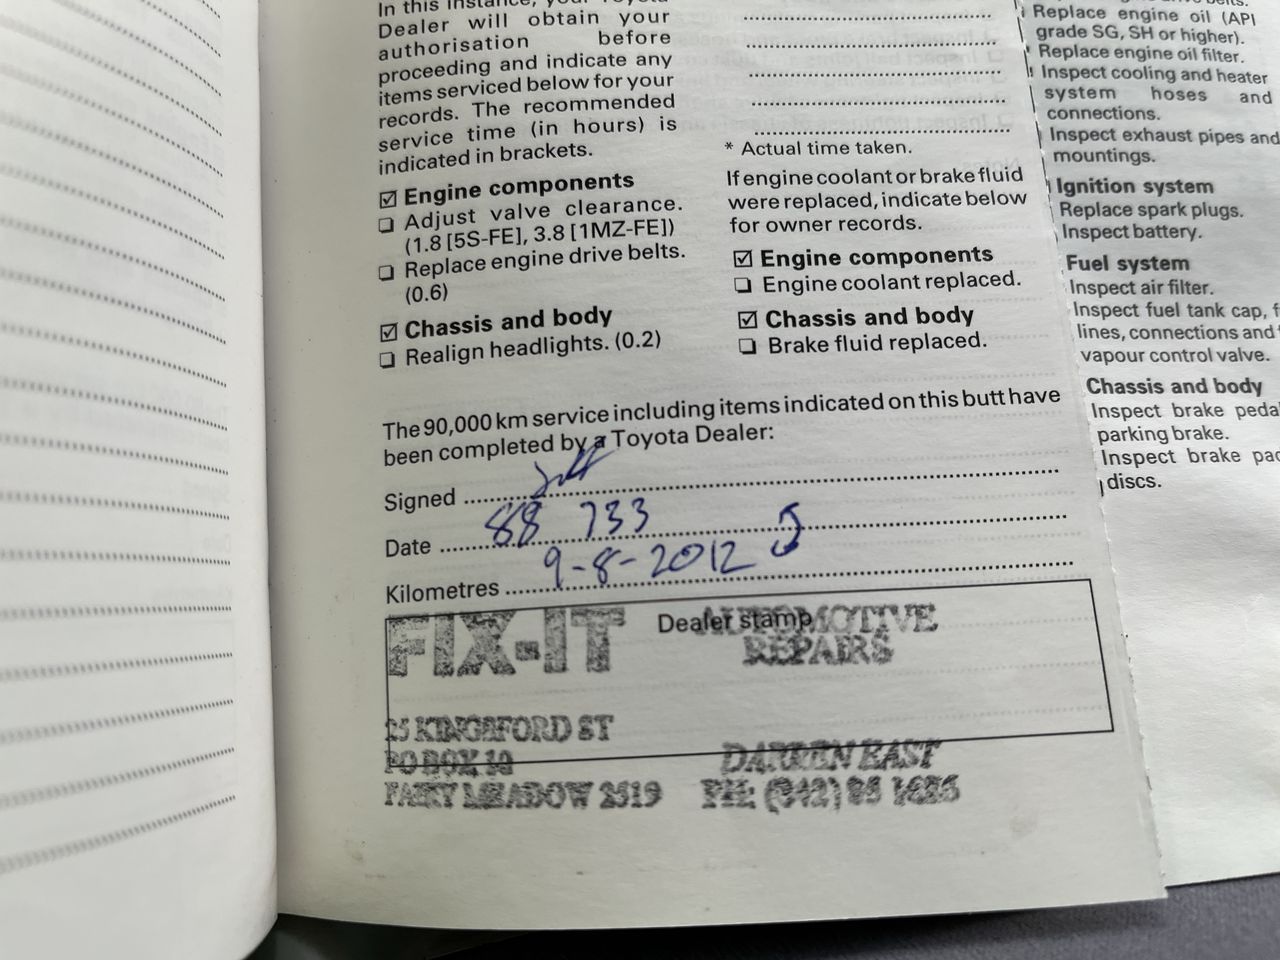 In this instance, your Toyota
Dealer will obtain your
authorisation before
proceeding and indicate any
items serviced below for your
records. The recommended
service time (in hours) is
indicated in brackets.
☑ Engine components
❏ Adjust valve clearance.
(1.8 [5S-FE], 3.8 [1MZ-FE])
❏ Replace engine drive belts.
(0.6)
☑ Chassis and body
❏ Realign headlights. (0.2)
* Actual time taken.
If engine coolant or brake fluid
were replaced, indicate below
for owner records.
☑ Engine components
❏ Engine coolant replaced.
☑ Chassis and body
❏ Brake fluid replaced.
The 90,000 km service including items indicated on this butt have
been completed by a Toyota Dealer:
Signed
Date 88 733
Kilometres 9-8-2012
Dealer stamp
FIX-IT AUTOMOTIVE
REPAIRS
25 KINGSFORD ST
PO BOX 10
FAIRY MEADOW 2519
DARREN EAST
PH: (042)
belts.
Replace engine oil (API
grade SG, SH or higher).
Replace engine oil filter.
Inspect cooling and heater
system hoses and
connections.
Inspect exhaust pipes and
mountings.
Ignition system
Replace spark plugs.
Inspect battery.
Fuel system
Inspect air filter.
Inspect fuel tank cap, f
lines, connections and f
vapour control valve.
Chassis and body
Inspect brake pedal
parking brake.
Inspect brake pad
discs.